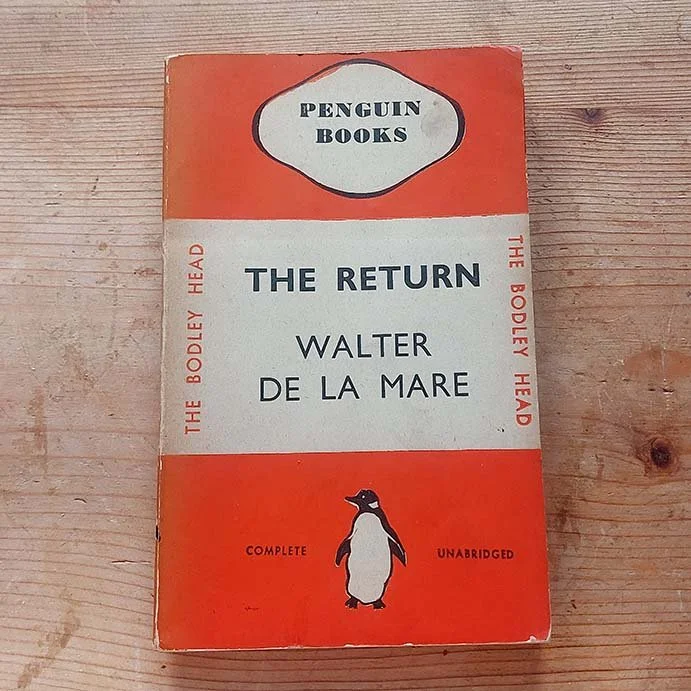 PENGUIN
BOOKS
THE BODLEY HEAD
THE RETURN
WALTER
DE LA MARE
THE BODLEY HEAD
COMPLETE
UNABRIDGED